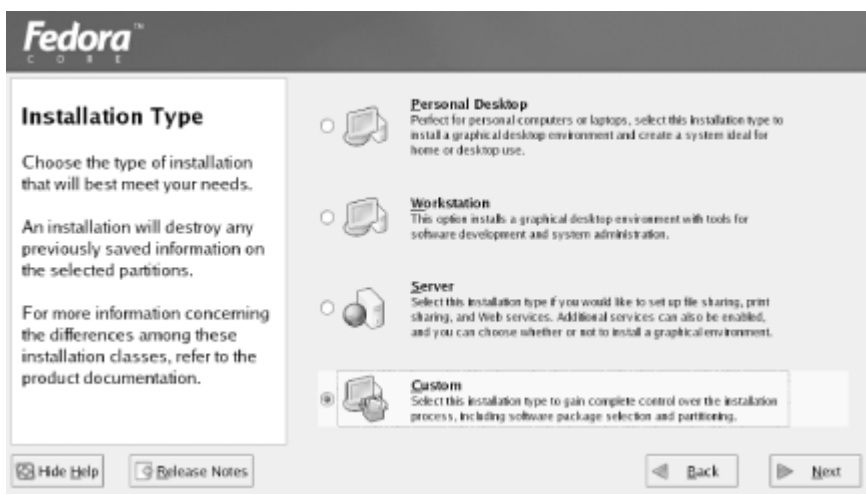 Fedora™
CORE
Installation Type
Choose the type of installation
that will best meet your needs.
An installation will destroy any
previously saved information on
the selected partitions.
For more information concerning
the differences among these
installation classes, refer to the
product documentation.
Personal Desktop
Perfect for personal computers or laptops, select this installation type to
install a graphical desktop environment and create a system ideal for
home or desktop use.
Workstation
This option installs a graphical desktop environment with tools for
software development and system administration.
Server
Select this installation type if you would like to set up file sharing, print
sharing, and Web services. Additional services can also be enabled,
and you can choose whether or not to install a graphical environment.
Custom
Select this installation type to gain complete control over the installation
process, including software package selection and partitioning.
Hide Help
Release Notes
Back
Next